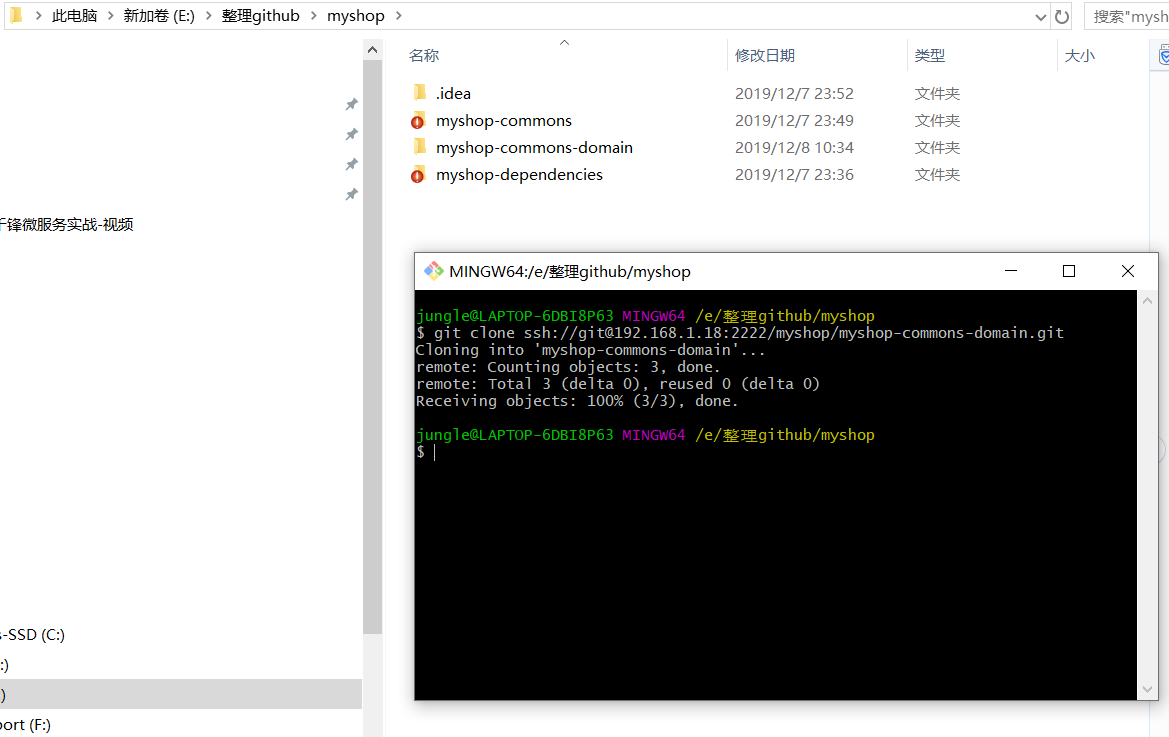 此电脑 新加卷 (E:) 整理github myshop
搜索"mysh
名称 修改日期 类型 大小
.idea 2019/12/7 23:52 文件夹
myshop-commons 2019/12/7 23:49 文件夹
myshop-commons-domain 2019/12/8 10:34 文件夹
myshop-dependencies 2019/12/7 23:36 文件夹
千锋微服务实战-视频
s-SSD (C:)
:)
)
port (F:)
MINGW64:/e/整理github/myshop
jungle@LAPTOP-6DBI8P63 MINGW64 /e/整理github/myshop
$ git clone ssh://git@192.168.1.18:2222/myshop/myshop-commons-domain.git
Cloning into 'myshop-commons-domain'...
remote: Counting objects: 3, done.
remote: Total 3 (delta 0), reused 0 (delta 0)
Receiving objects: 100% (3/3), done.
jungle@LAPTOP-6DBI8P63 MINGW64 /e/整理github/myshop
$